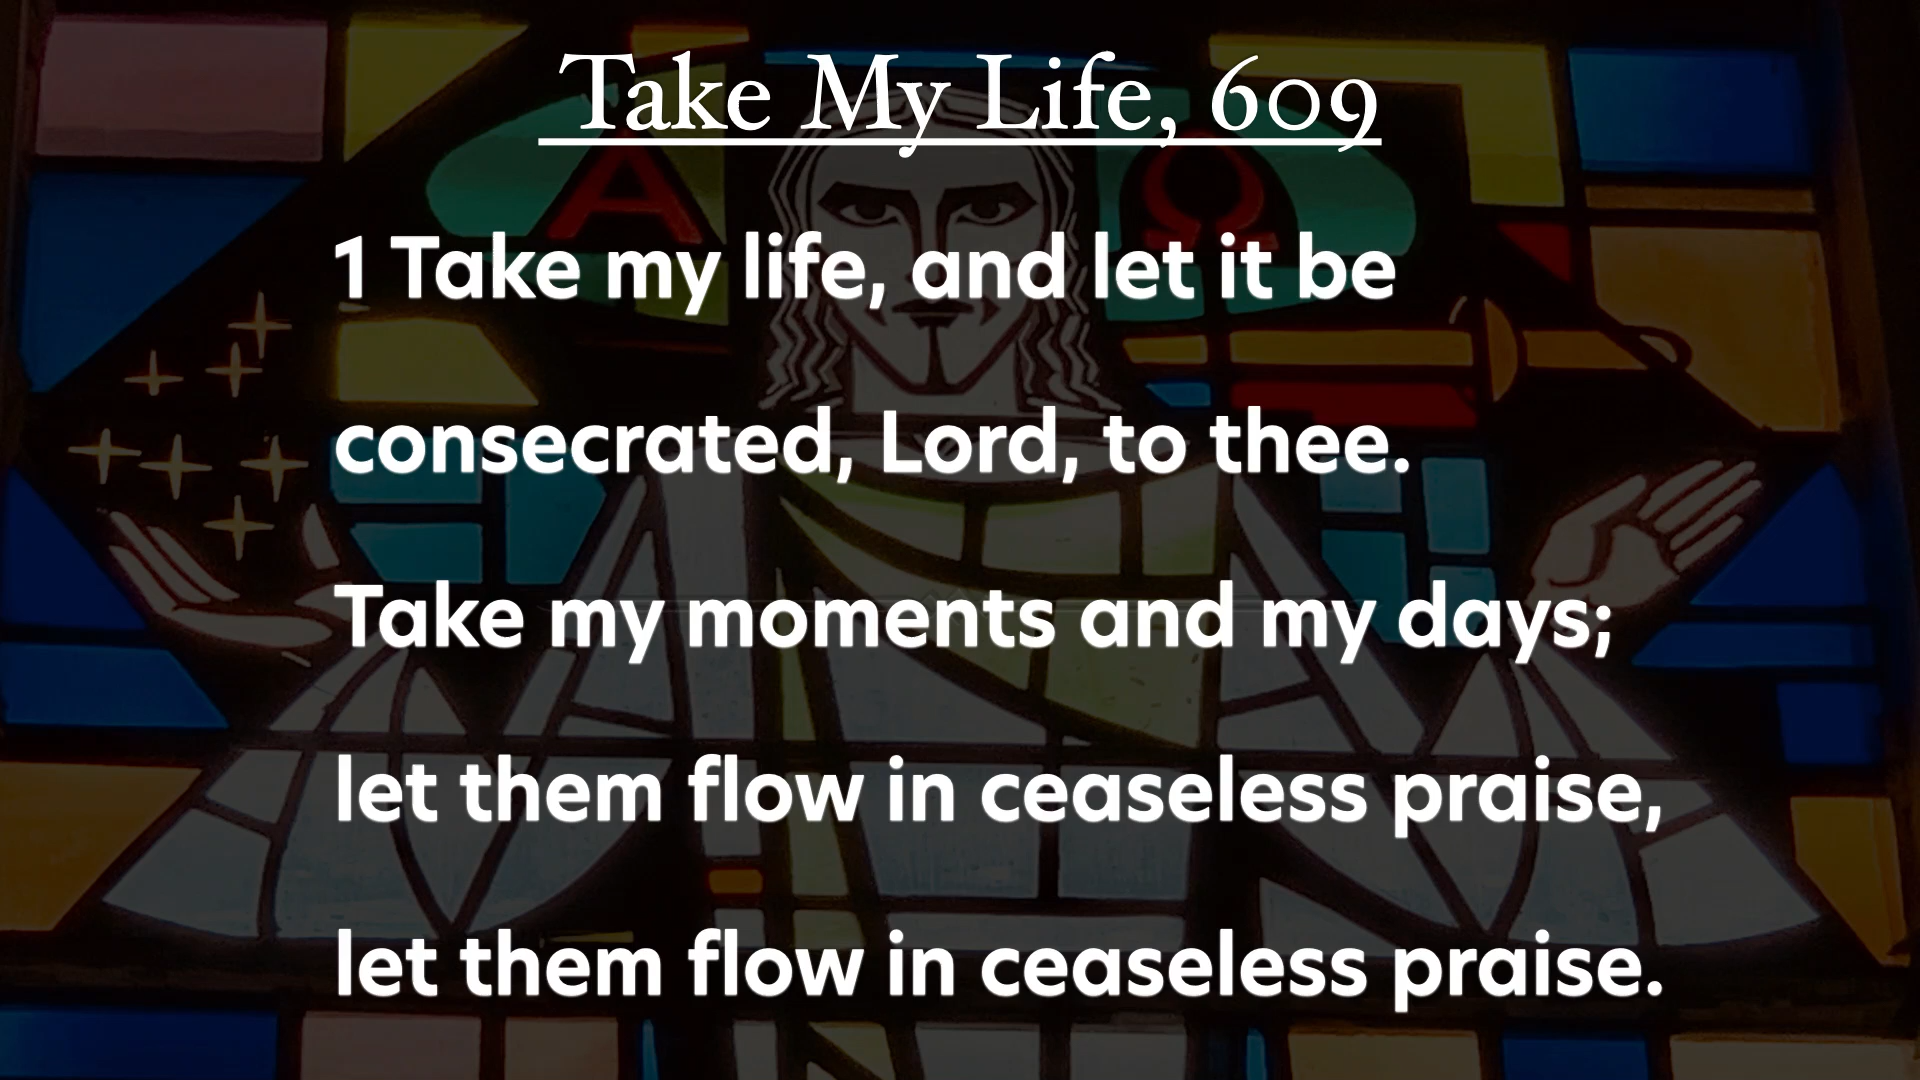 Take My Life, 609
Α Ω
1 Take my life, and let it be
consecrated, Lord, to thee.
Take my moments and my days;
let them flow in ceaseless praise,
let them flow in ceaseless praise.